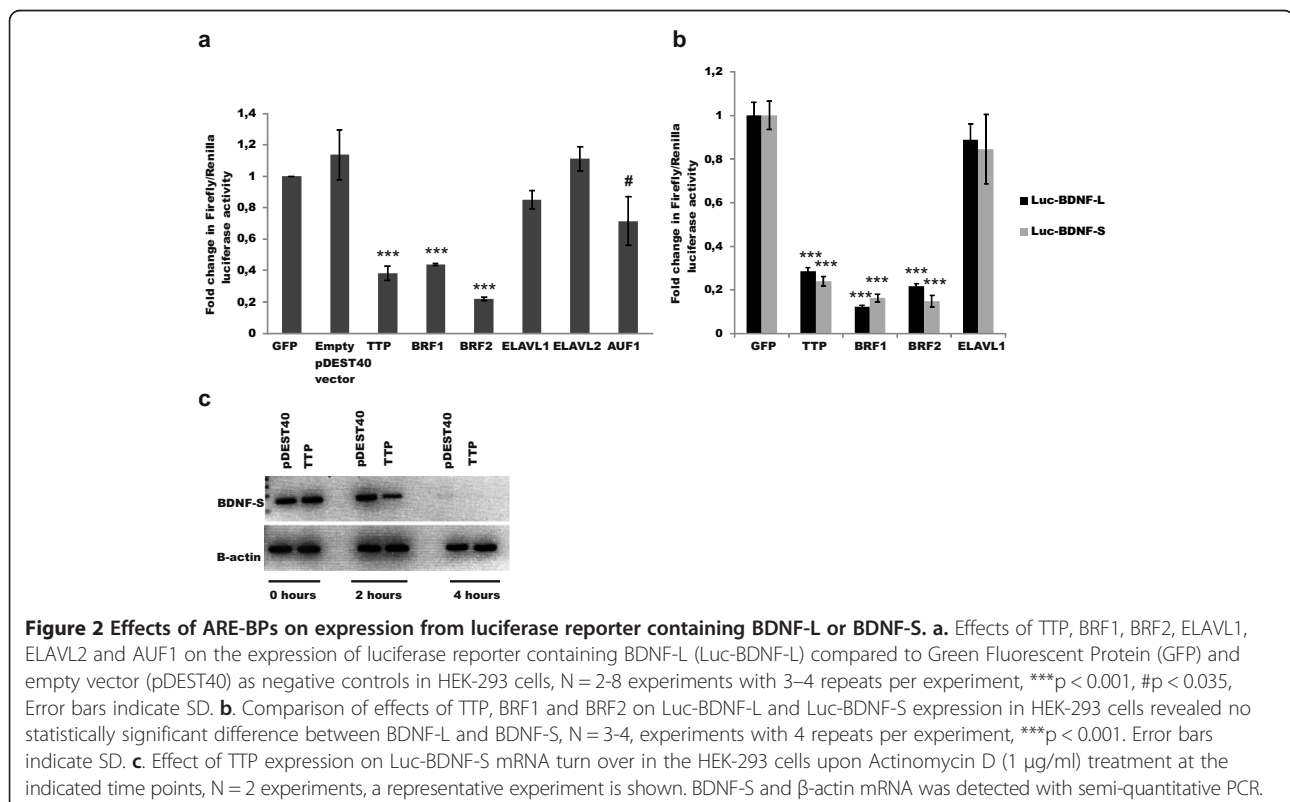 a
1,4
1,2
1
0,8
0,6
0,4
0,2
0
Fold change in Firefly/Renilla
luciferase activity
***
***
***
#
GFP Empty pDEST40 vector TTP BRF1 BRF2 ELAVL1 ELAVL2 AUF1
b
1,2
1
0,8
0,6
0,4
0,2
0
Fold change in Firefly/Renilla
luciferase activity
***
***
***
***
***
***
GFP TTP BRF1 BRF2 ELAVL1
Luc-BDNF-L
Luc-BDNF-S
c
pDEST40 TTP pDEST40 TTP pDEST40 TTP
BDNF-S
B-actin
0 hours 2 hours 4 hours
Figure 2 Effects of ARE-BPs on expression from luciferase reporter containing BDNF-L or BDNF-S. a. Effects of TTP, BRF1, BRF2, ELAVL1,
ELAVL2 and AUF1 on the expression of luciferase reporter containing BDNF-L (Luc-BDNF-L) compared to Green Fluorescent Protein (GFP) and
empty vector (pDEST40) as negative controls in HEK-293 cells, N = 2-8 experiments with 3–4 repeats per experiment, ***p < 0.001, #p < 0.035,
Error bars indicate SD. b. Comparison of effects of TTP, BRF1 and BRF2 on Luc-BDNF-L and Luc-BDNF-S expression in HEK-293 cells revealed no
statistically significant difference between BDNF-L and BDNF-S, N = 3-4, experiments with 4 repeats per experiment, ***p < 0.001. Error bars
indicate SD. c. Effect of TTP expression on Luc-BDNF-S mRNA turn over in the HEK-293 cells upon Actinomycin D (1 μg/ml) treatment at the
indicated time points, N = 2 experiments, a representative experiment is shown. BDNF-S and β-actin mRNA was detected with semi-quantitative PCR.